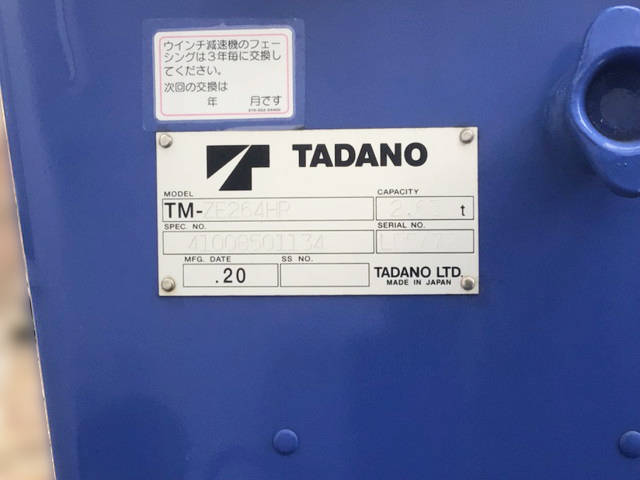 ウインチ減速機のフェー
シングは3年毎に交換し
てください。
次回の交換は
年 月です
TADANO
MODEL CAPACITY
TM-ZE264HR t
SPEC. NO. SERIAL NO.
41008501134
MFG. DATE SS NO.
.20 TADANO LTD.
MADE IN JAPAN